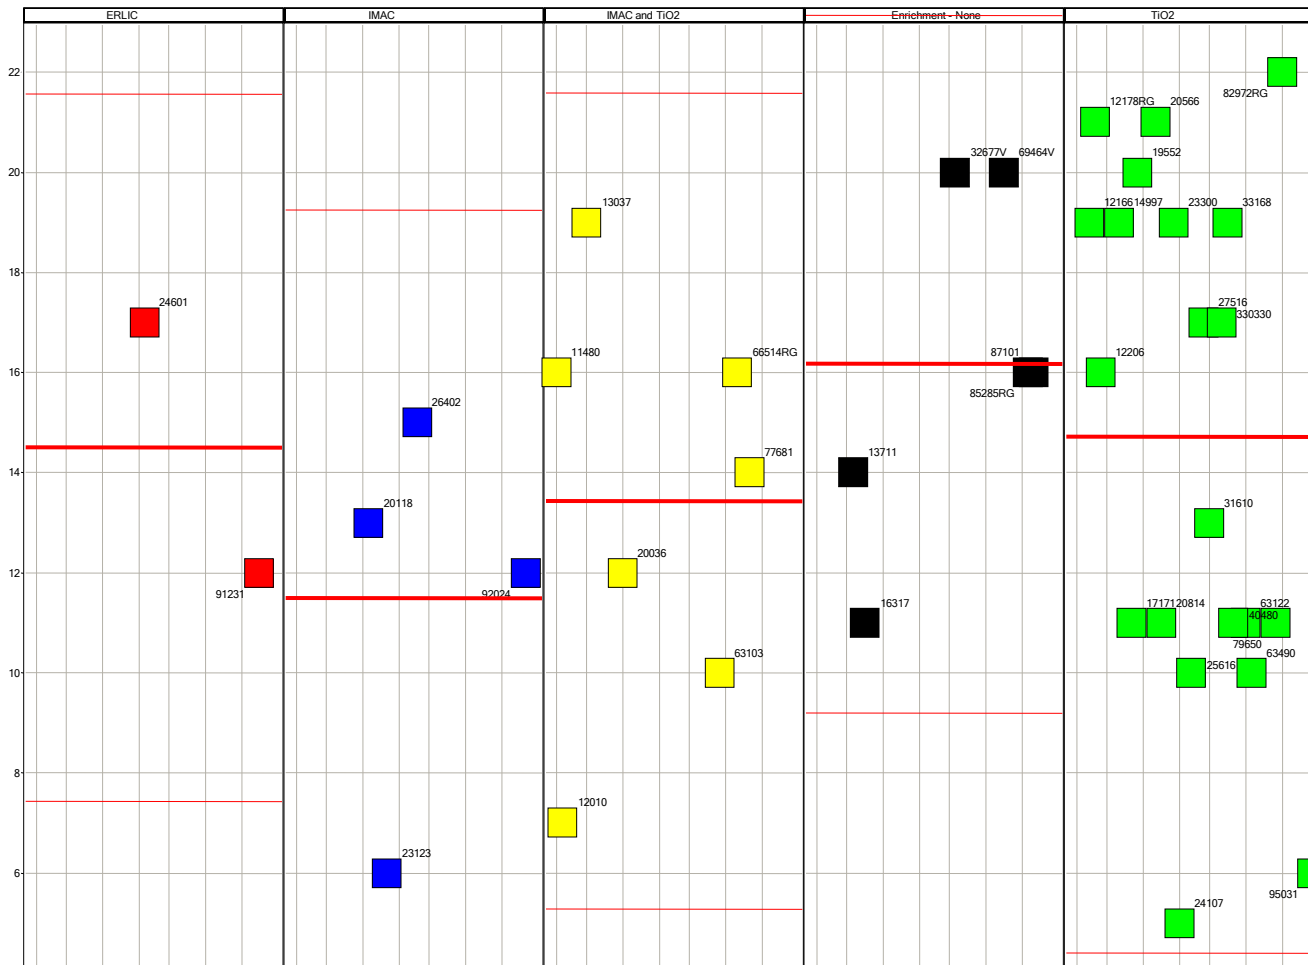 ERLIC IMAC IMAC and TiO2 Enrichment - None TiO2
22
82972RG
12178RG 20566
32677V 69464V 19552
20
13037 12166 14997 23300 33168
18
24601 27516
330330
11480 66514RG 87101 12206
16
85285RG
26402
77681 13711
14
20118 31610
20036
12
91231 92024
16317 17171 20814 63122
40480
79650
63103 25616 63490
10
8
12010
23123
6
95031
24107